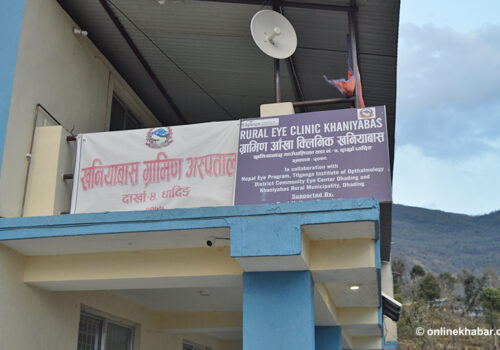 खनियाबास ग्रामिण अस्पताल
दार्खा-४ धादिङ
RURAL EYE CLINIC KHANIYABAS
ग्रामिण आँखा क्लिनिक खनियाबास
In collaboration with
Nepal Eye Program, Tilganga Institute of Opthalmology
District Community Eye Center Dhading and
Khaniyabas Rural Municipality, Dhading
Supported By.
© onlinekhabar.com